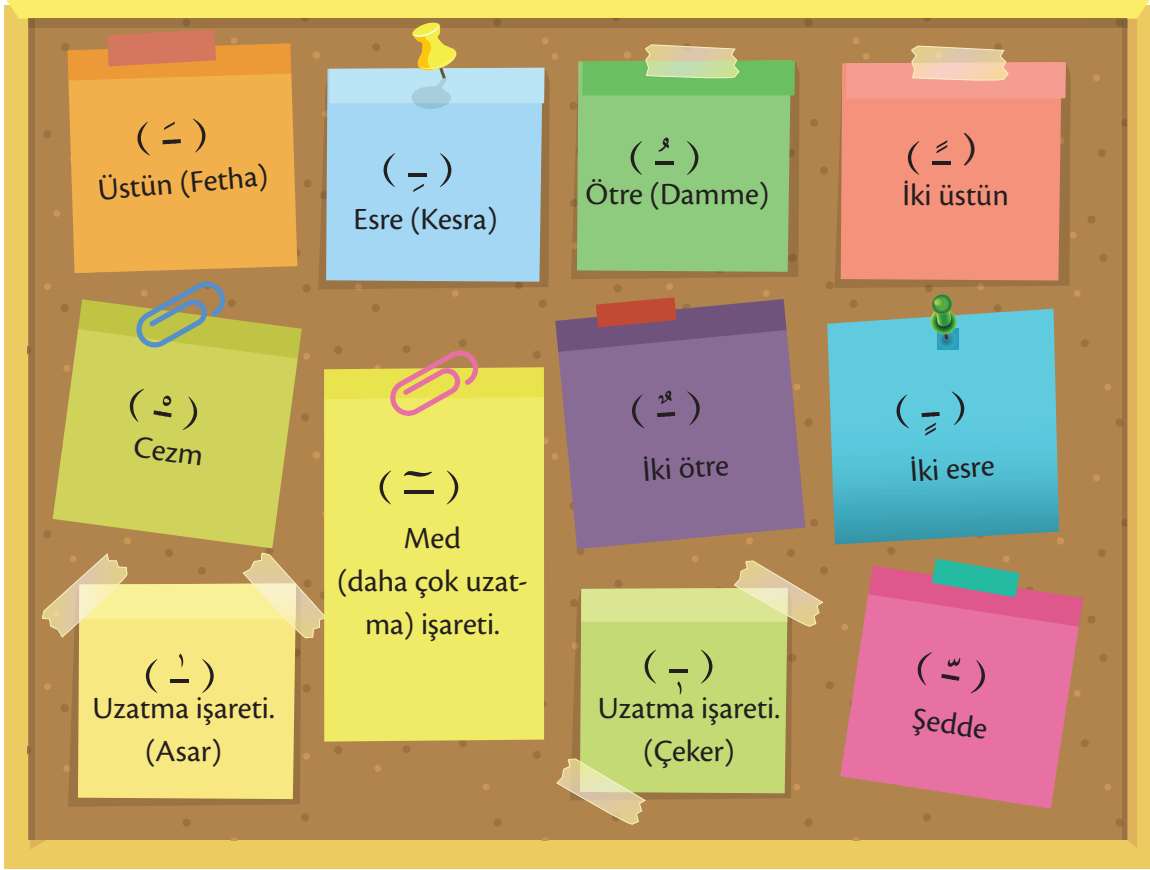 ( ـَ )
Üstün (Fetha)
( ـِ )
Esre (Kesra)
( ـُ )
Ötre (Damme)
( ـً )
İki üstün
( ـْ )
Cezm
( ـٓ )
Med
(daha çok uzat-
ma) işareti.
( ـٌ )
İki ötre
( ـٍ )
İki esre
( ـٰ )
Uzatma işareti.
(Asar)
( ـٖ )
Uzatma işareti.
(Çeker)
( ـّ )
Şedde